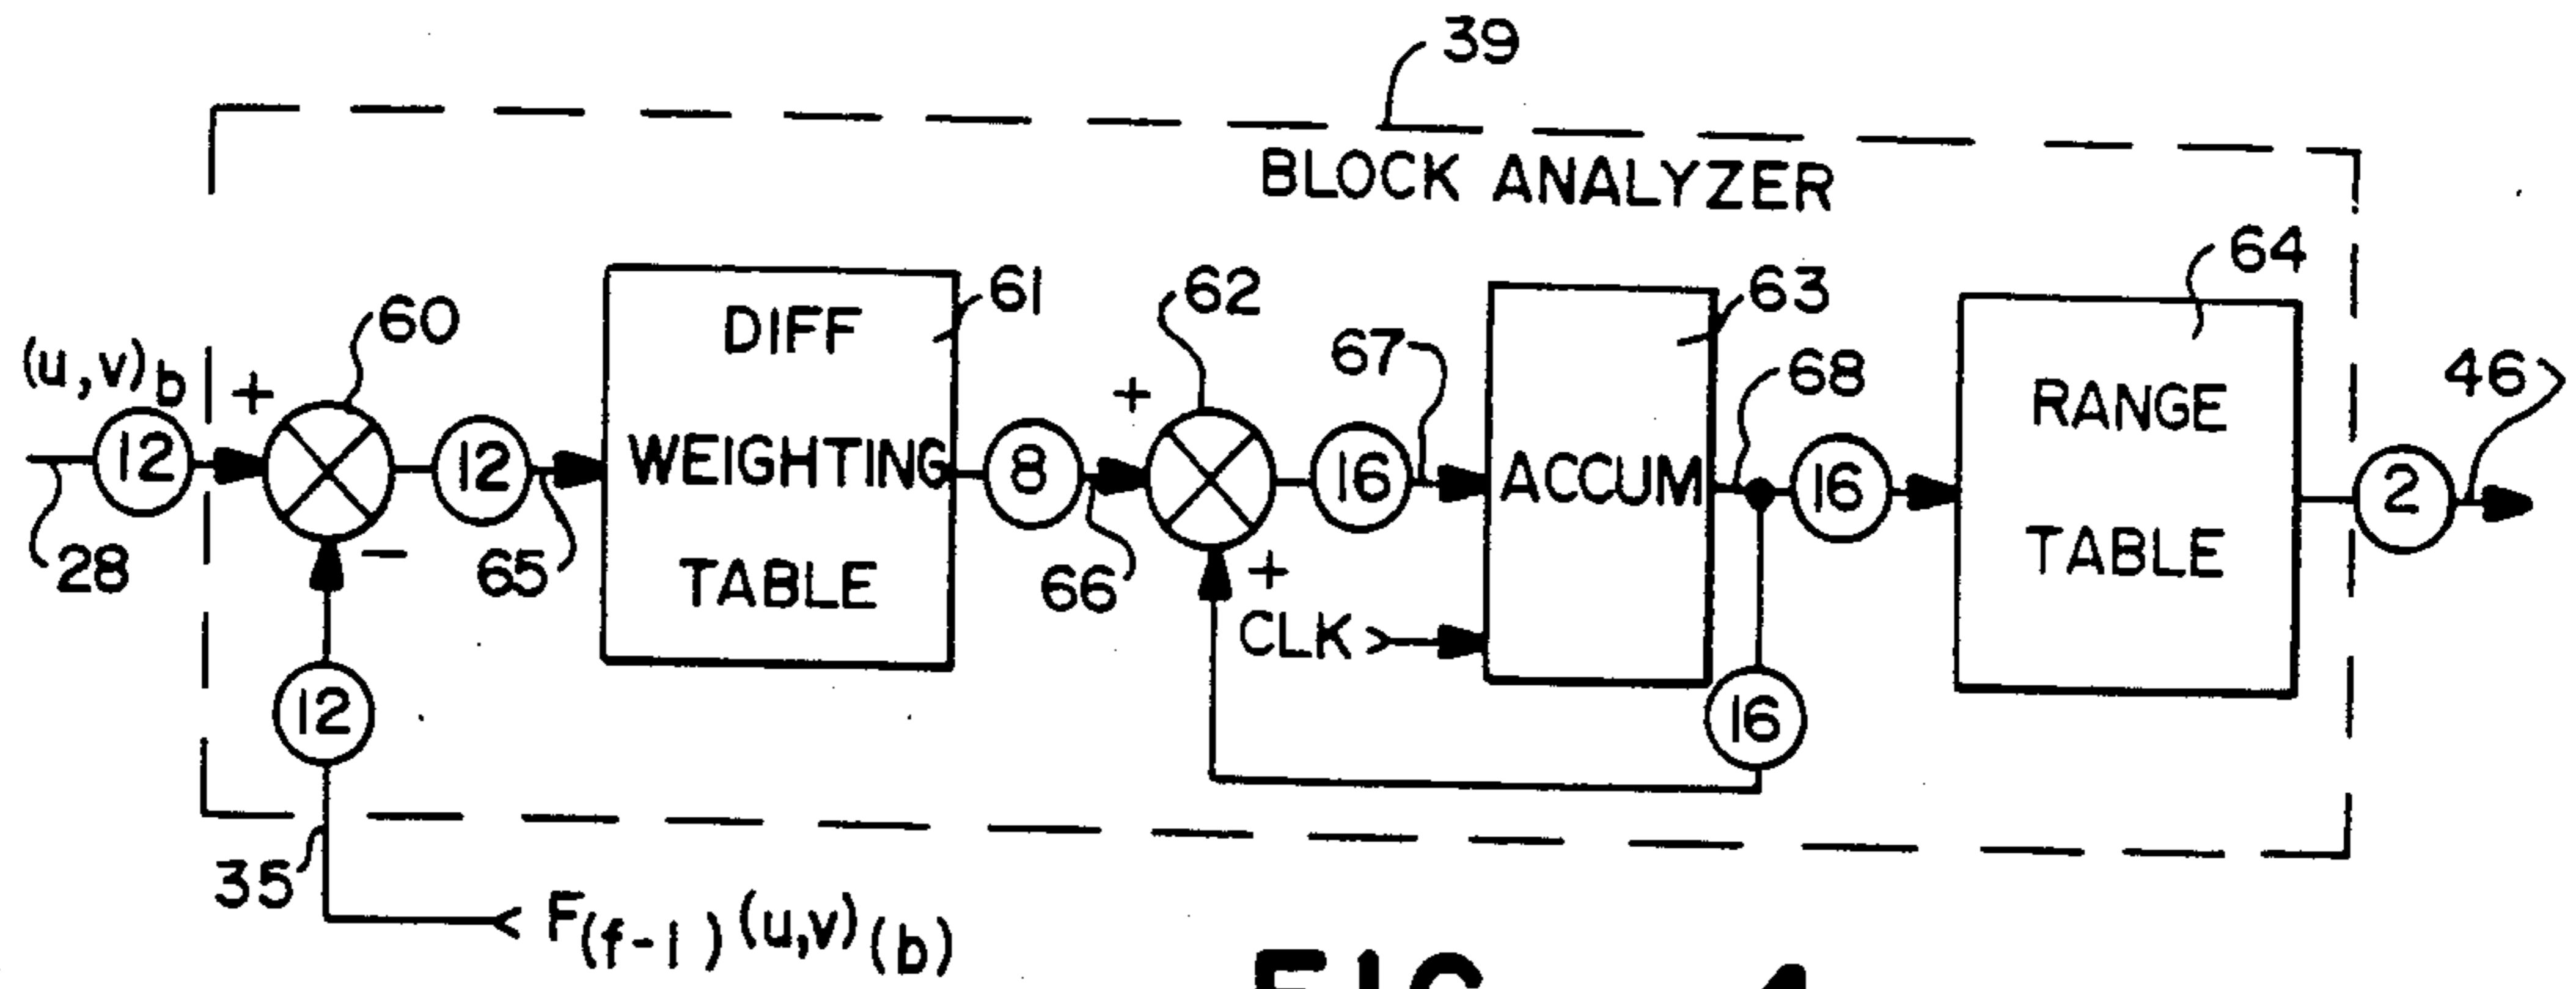 39
BLOCK ANALYZER
64
61
62
63
60
DIFF
67
68
46
(u,v)b
+
+
RANGE
12
12
WEIGHTING
8
16
ACCUM
16
2
28
−
65
66
+
TABLE
TABLE
CLK
12
16
35
F(f-1)(u,v)(b)